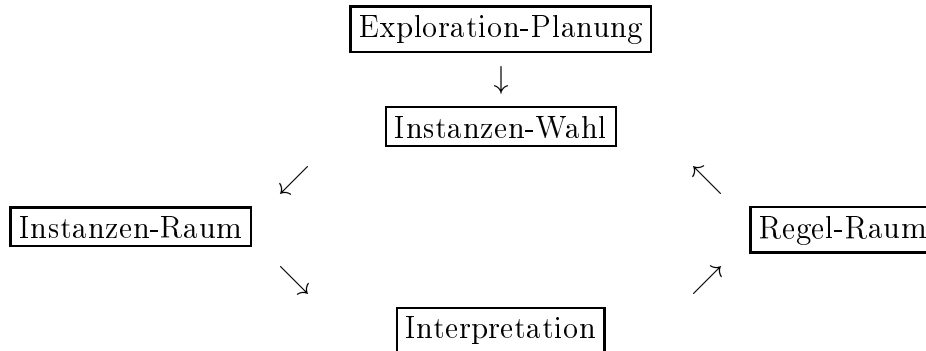 Exploration-Planung
Instanzen-Wahl
Instanzen-Raum
Regel-Raum
Interpretation